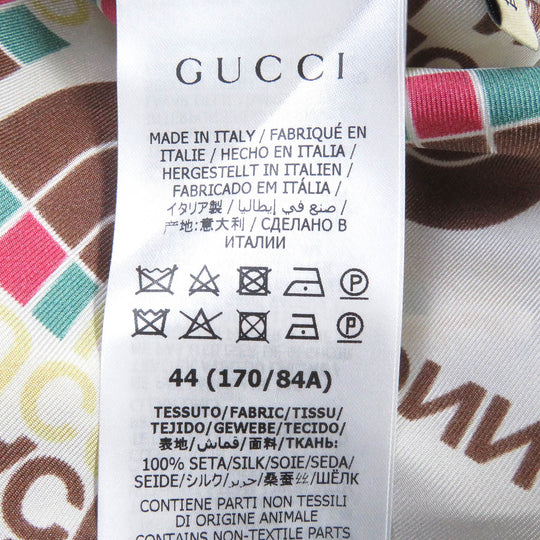 GUCCI
MADE IN ITALY / FABRIQUÉ EN
ITALIE / HECHO EN ITALIA /
HERGESTELLT IN ITALIEN /
FABRICADO EM ITÁLIA /
イタリア製 / صنع في إيطاليا /
产地:意大利 / СДЕЛАНО В
ИТАЛИИ
P
P
44 (170/84A)
TESSUTO/FABRIC/TISSU/
TEJIDO/GEWEBE/TECIDO/
表地/قماش/面料/ТКАНЬ:
100% SETA/SILK/SOIE/SEDA/
SEIDE/シルク/حرير/桑蚕丝/ШЁЛК
CONTIENE PARTI NON TESSILI
DI ORIGINE ANIMALE
CONTAINS NON-TEXTILE PARTS